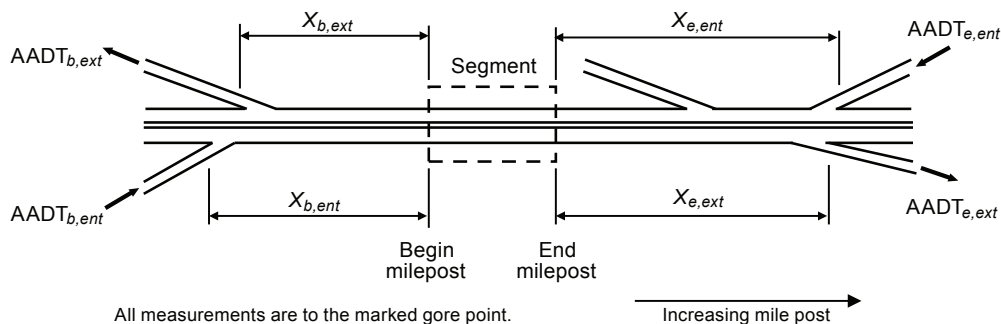 X_b,ext
X_e,ent
AADT_b,ext
AADT_e,ent
Segment
AADT_b,ent
X_b,ent
X_e,ext
AADT_e,ext
Begin
milepost
End
milepost
All measurements are to the marked gore point.
Increasing mile post